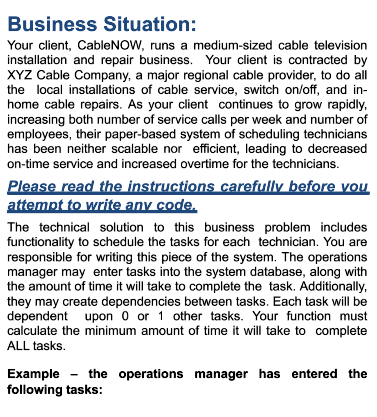 Business Situation:
Your client, CableNOW, runs a medium-sized cable television
installation and repair business. Your client is contracted by
XYZ Cable Company, a major regional cable provider, to do all
the local installations of cable service, switch on/off, and in-
home cable repairs. As your client continues to grow rapidly,
increasing both number of service calls per week and number of
employees, their paper-based system of scheduling technicians
has been neither scalable nor efficient, leading to decreased
on-time service and increased overtime for the technicians.
Please read the instructions carefully before you
attempt to write any code.
The technical solution to this business problem includes
functionality to schedule the tasks for each technician. You are
responsible for writing this piece of the system. The operations
manager may enter tasks into the system database, along with
the amount of time it will take to complete the task. Additionally,
they may create dependencies between tasks. Each task will be
dependent upon 0 or 1 other tasks. Your function must
calculate the minimum amount of time it will take to complete
ALL tasks.
Example – the operations manager has entered the
following tasks: